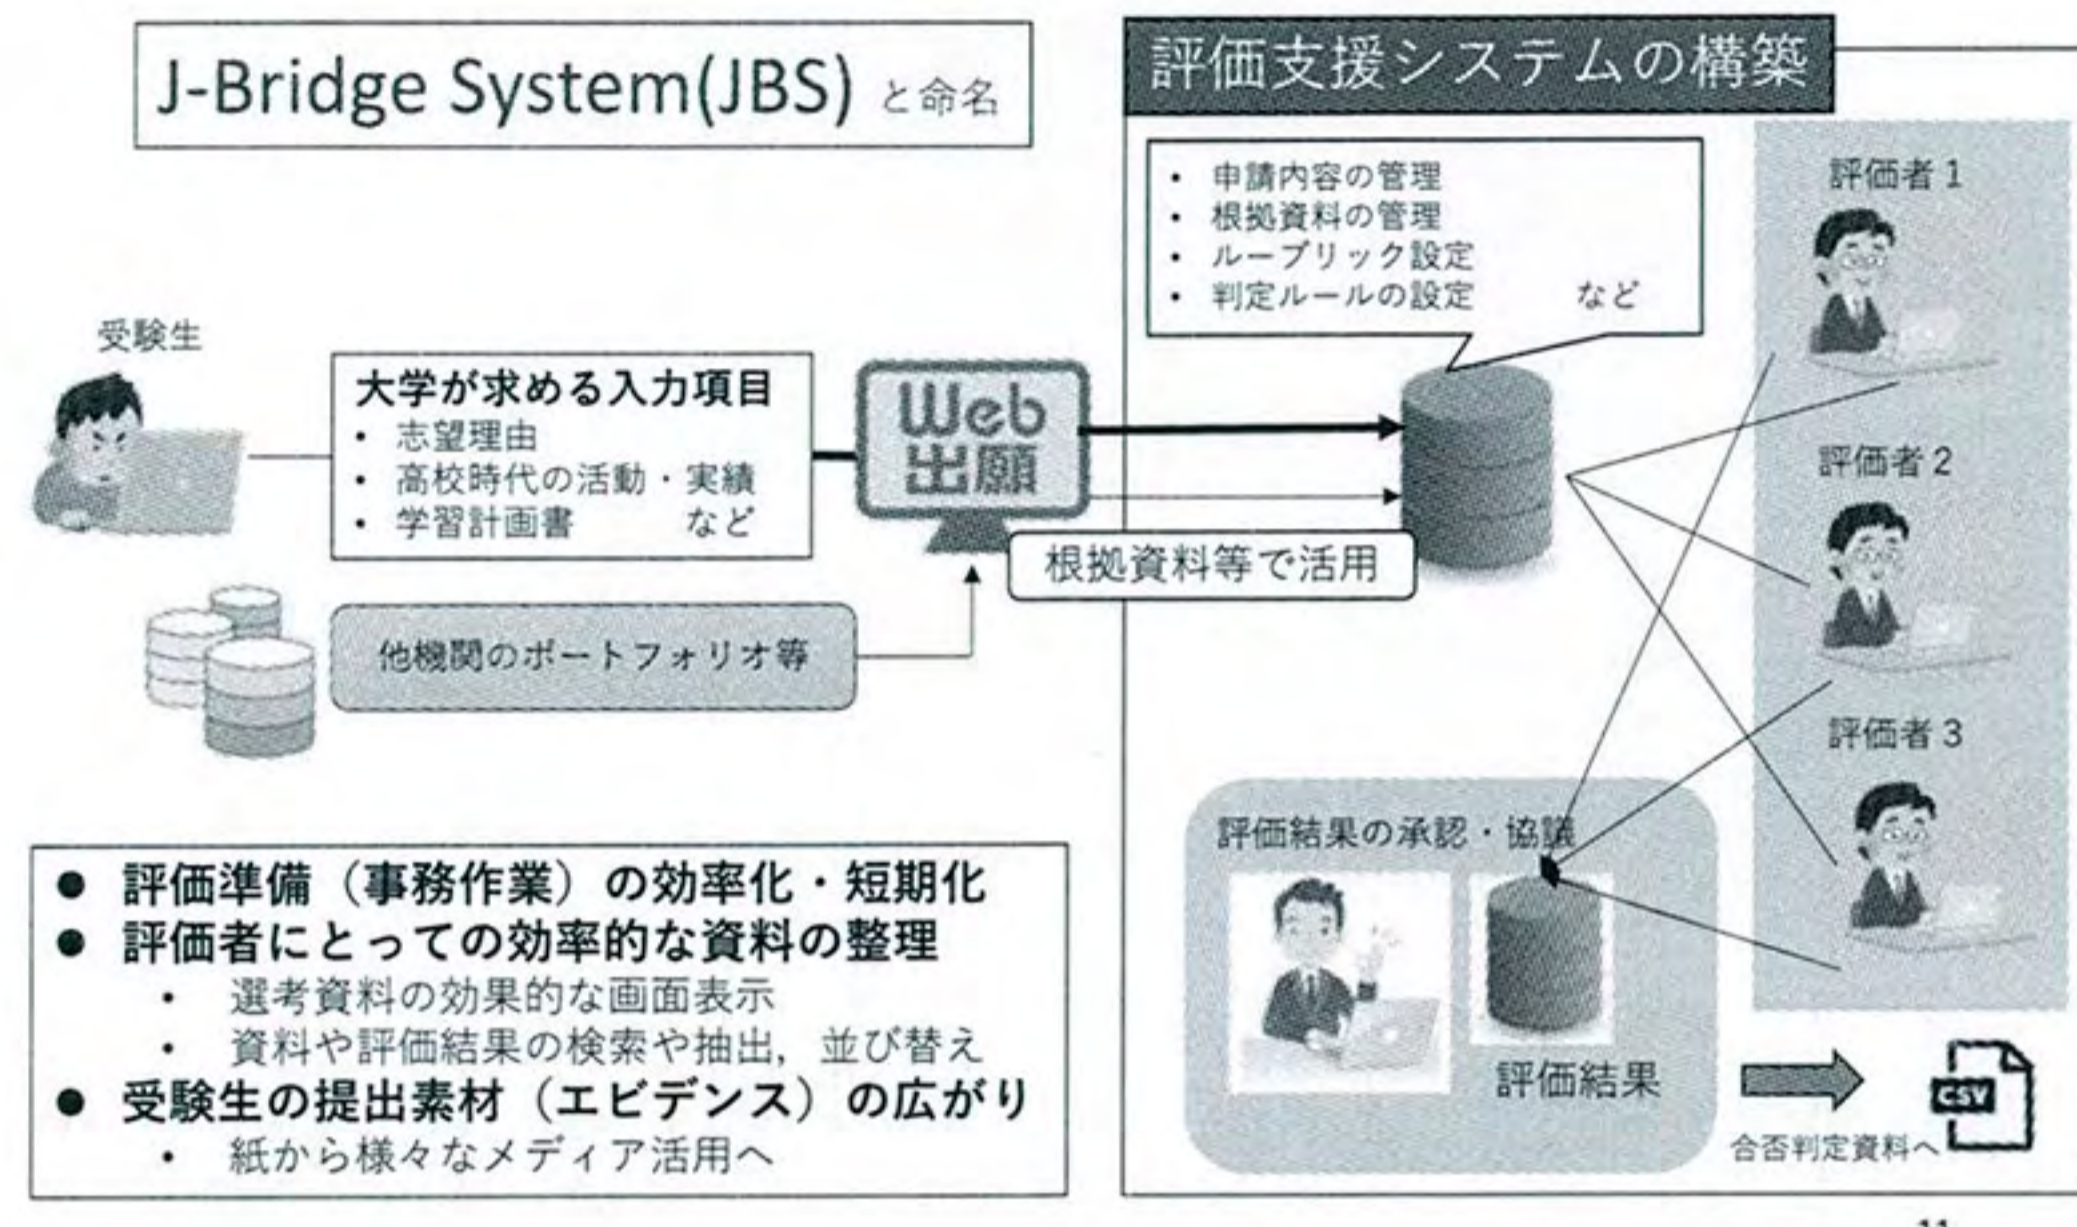 J-Bridge System(JBS) と命名
評価支援システムの構築
• 申請内容の管理
• 根拠資料の管理
• ルーブリック設定
• 判定ルールの設定 など
受験生
大学が求める入力項目
• 志望理由
• 高校時代の活動・実績
• 学習計画書 など
Web
出願
根拠資料等で活用
他機関のポートフォリオ等
評価者1
評価者2
評価者3
評価結果の承認・協議
評価結果
CSV
合否判定資料へ
● 評価準備（事務作業）の効率化・短期化
● 評価者にとっての効率的な資料の整理
• 選考資料の効果的な画面表示
• 資料や評価結果の検索や抽出，並び替え
● 受験生の提出素材（エビデンス）の広がり
• 紙から様々なメディア活用へ